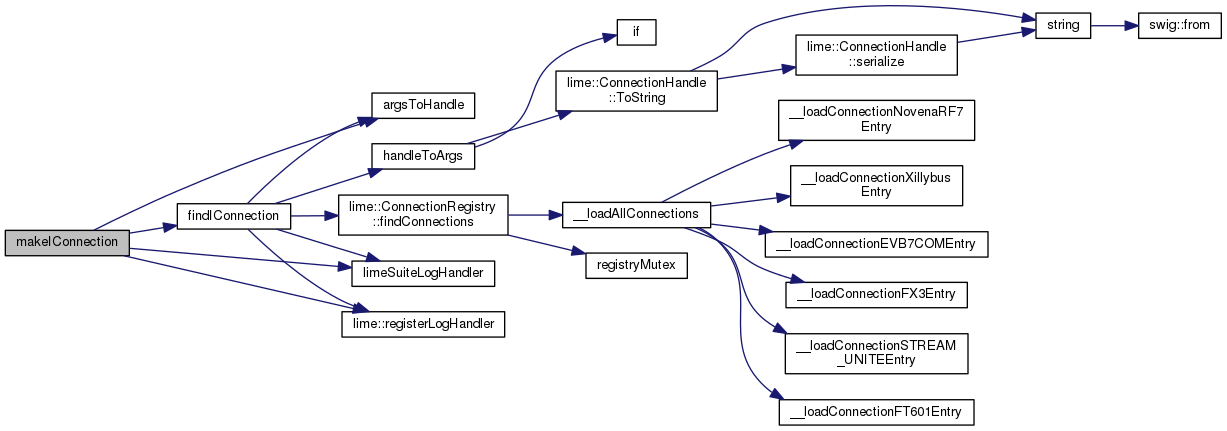 makeIConnection
findIConnection
argsToHandle
handleToArgs
lime::ConnectionRegistry
::findConnections
limeSuiteLogHandler
lime::registerLogHandler
if
lime::ConnectionHandle
::ToString
__loadAllConnections
registryMutex
lime::ConnectionHandle
::serialize
__loadConnectionNovenaRF7
Entry
__loadConnectionXillybus
Entry
__loadConnectionEVB7COMEntry
__loadConnectionFX3Entry
__loadConnectionSTREAM
_UNITEEntry
__loadConnectionFT601Entry
string
swig::from